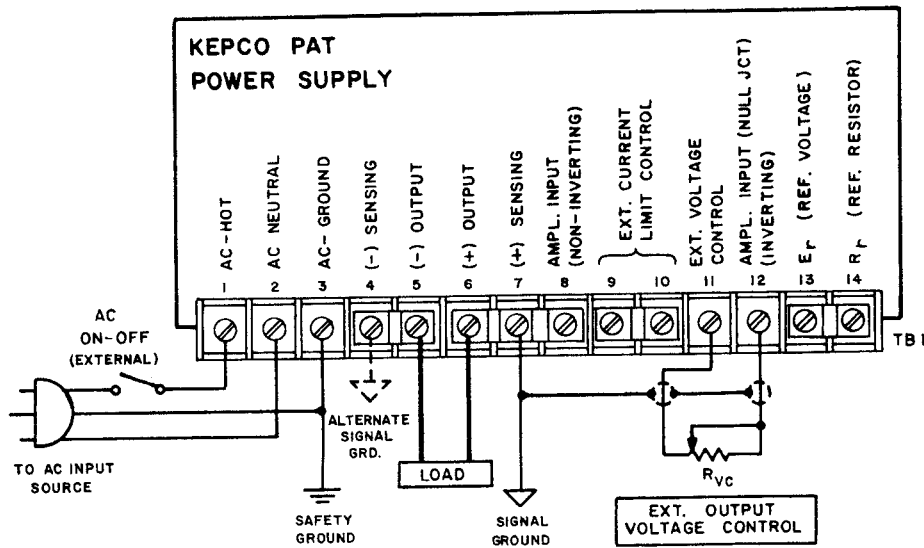 KEPCO PAT
POWER SUPPLY
AC-HOT
AC NEUTRAL
AC- GROUND
(-) SENSING
(-) OUTPUT
(+) OUTPUT
(+) SENSING
AMPL. INPUT
(NON-INVERTING)
EXT. CURRENT
LIMIT CONTROL
EXT. VOLTAGE
CONTROL
AMPL. INPUT (NULL JCT)
(INVERTING)
Er (REF. VOLTAGE)
Rr (REF. RESISTOR)
1 2 3 4 5 6 7 8 9 10 11 12 13 14
TB1
AC
ON-OFF
(EXTERNAL)
TO AC INPUT
SOURCE
ALTERNATE
SIGNAL
GRD.
LOAD
SAFETY
GROUND
SIGNAL
GROUND
RVC
EXT. OUTPUT
VOLTAGE CONTROL